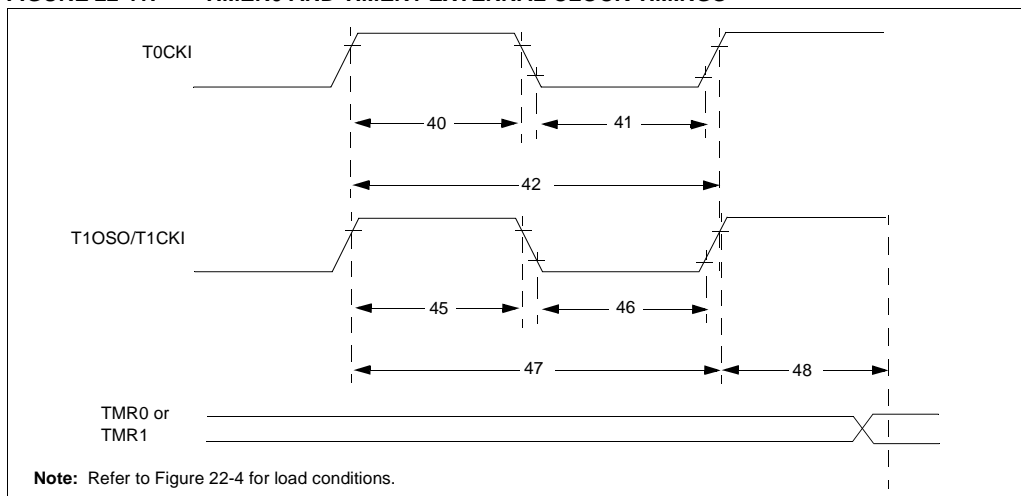 FIGURE 22-11: TIMER0 AND TIMER1 EXTERNAL CLOCK TIMINGS
T0CKI
40
41
42
T1OSO/T1CKI
45
46
47
48
TMR0 or
TMR1
Note: Refer to Figure 22-4 for load conditions.